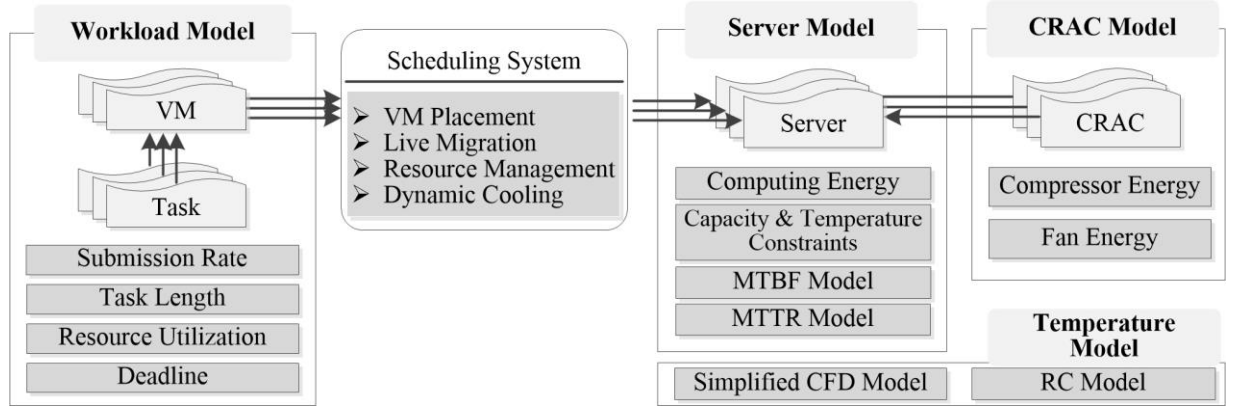 Workload Model
VM
Task
Submission Rate
Task Length
Resource Utilization
Deadline
Scheduling System
➢ VM Placement
➢ Live Migration
➢ Resource Management
➢ Dynamic Cooling
Server Model
Server
Computing Energy
Capacity & Temperature
Constraints
MTBF Model
MTTR Model
CRAC Model
CRAC
Compressor Energy
Fan Energy
Temperature
Model
Simplified CFD Model
RC Model